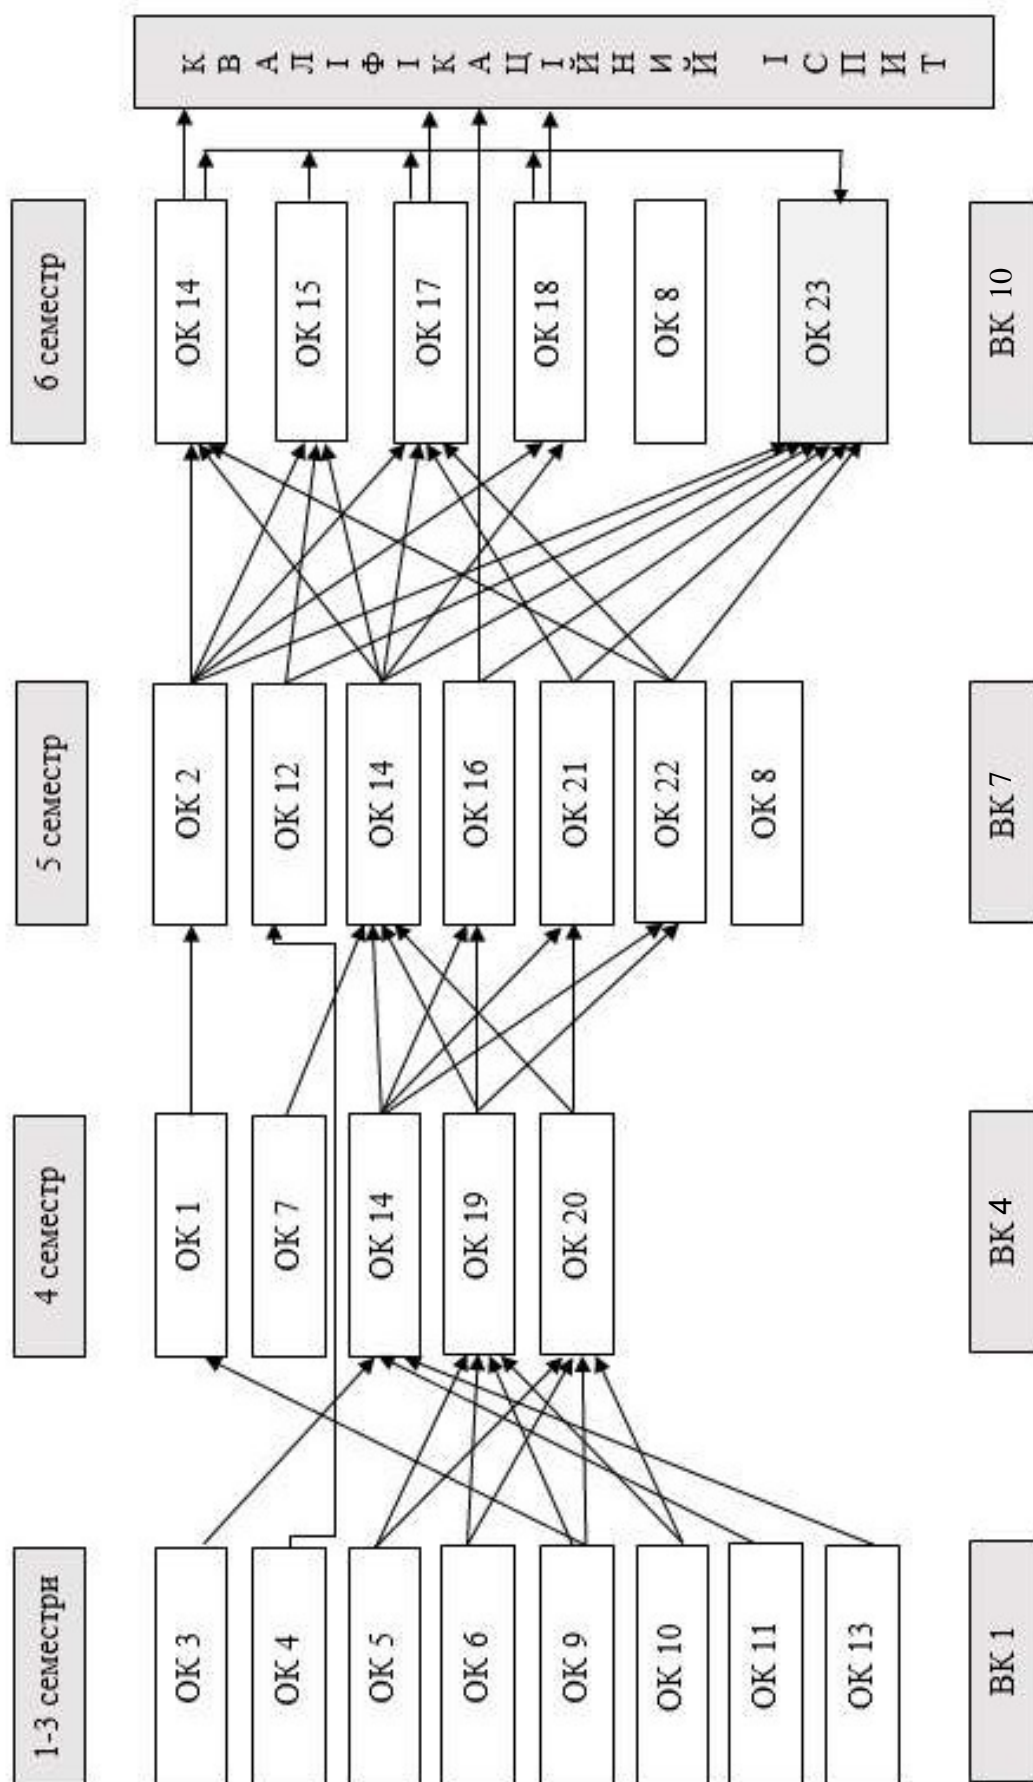 1-3 семестри
ОК 3
ОК 4
ОК 5
ОК 6
ОК 9
ОК 10
ОК 11
ОК 13
ВК 1
4 семестр
ОК 1
ОК 7
ОК 14
ОК 19
ОК 20
ВК 4
5 семестр
ОК 2
ОК 12
ОК 14
ОК 16
ОК 21
ОК 22
ОК 8
ВК 7
6 семестр
ОК 14
ОК 15
ОК 17
ОК 18
ОК 8
ОК 23
ВК 10
КВАЛІФІКАЦІЙНИЙ ІСПИТ